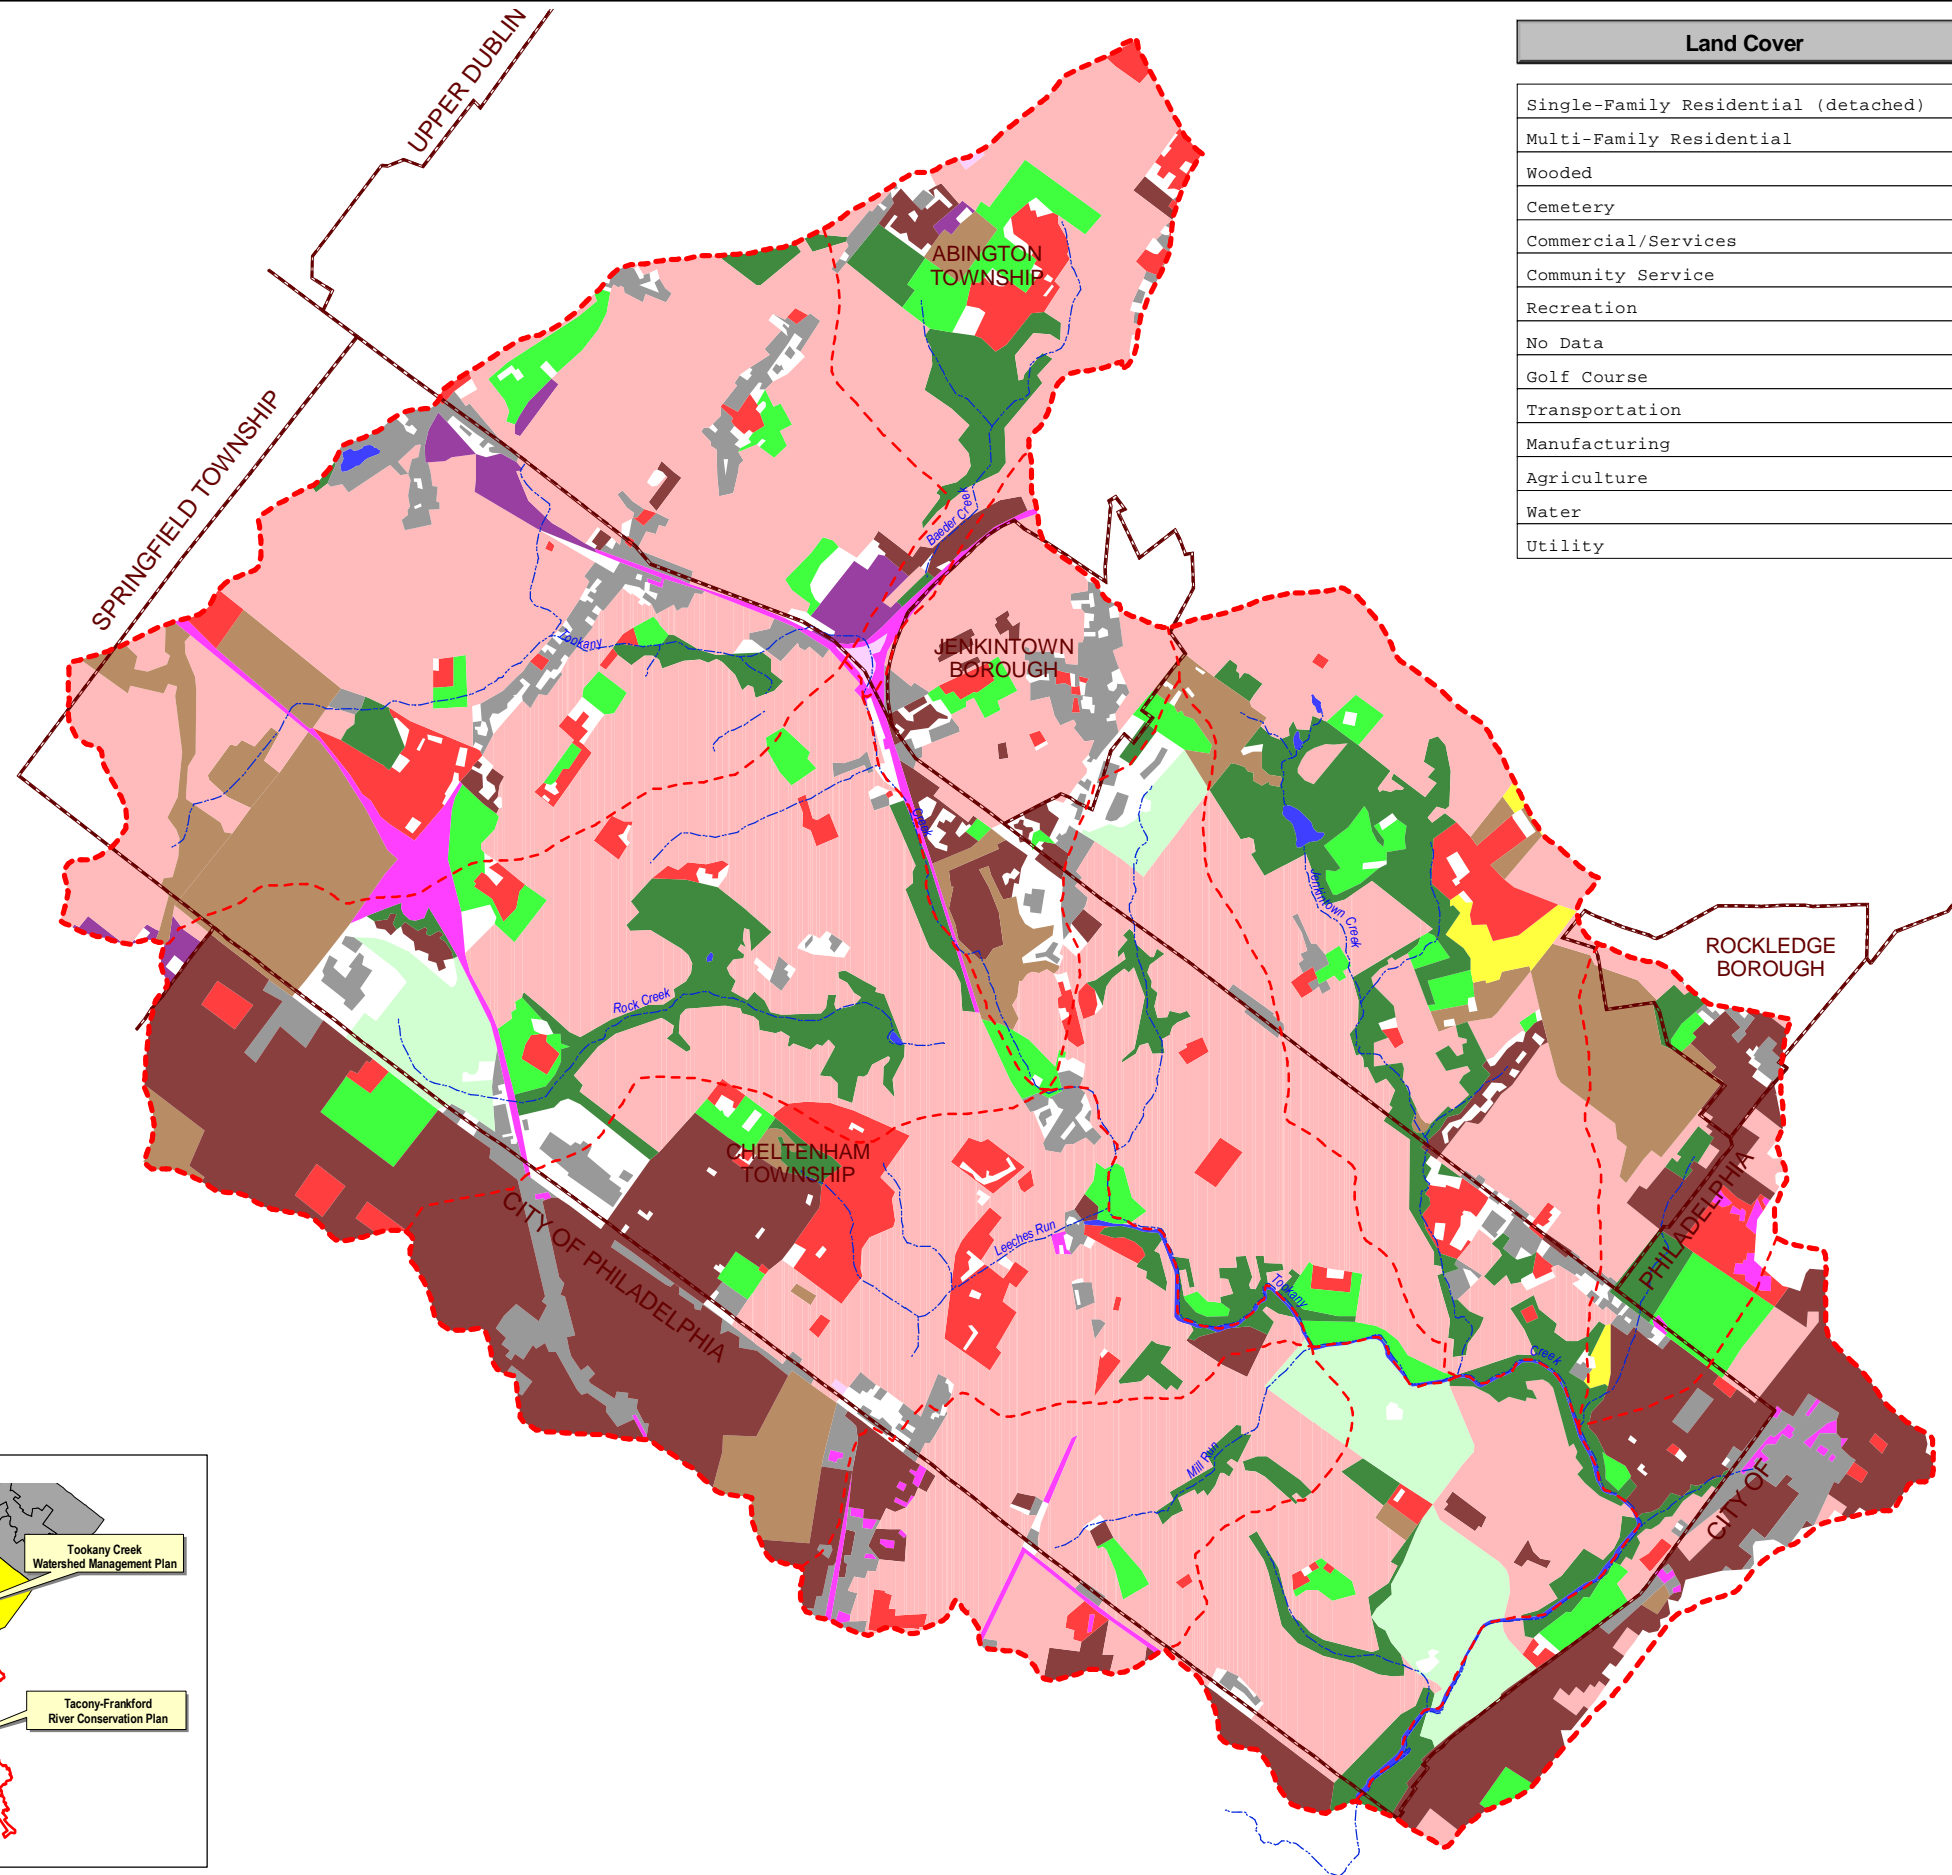 UPPER DUBLIN
Land Cover
Single-Family Residential (detached)
Multi-Family Residential
Wooded
Cemetery
Commercial/Services
Community Service
Recreation
No Data
Golf Course
Transportation
Manufacturing
Agriculture
Water
Utility
ABINGTON
TOWNSHIP
SPRINGFIELD TOWNSHIP
Baeder Creek
Tookany
JENKINTOWN
BOROUGH
Creek
Jenkintown Creek
ROCKLEDGE
BOROUGH
Rock Creek
CHELTENHAM
TOWNSHIP
CITY OF PHILADELPHIA
Leeches Run
PHILADELPHIA
Tookany
Creek
Mill Run
CITY OF
Tookany Creek
Watershed Management Plan
Tacony-Frankford
River Conservation Plan